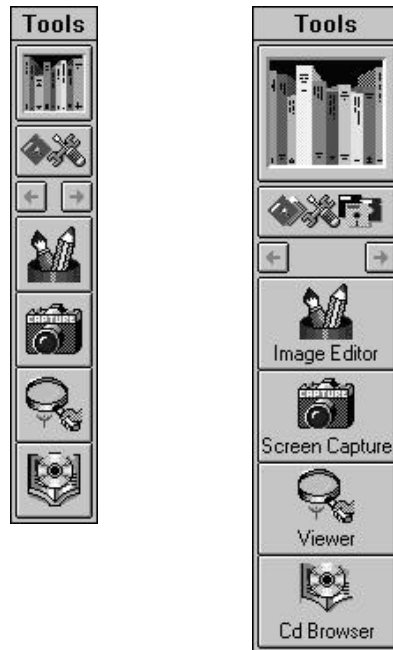 Tools
CAPTURE
Tools
Image Editor
CAPTURE
Screen Capture
Viewer
Cd Browser